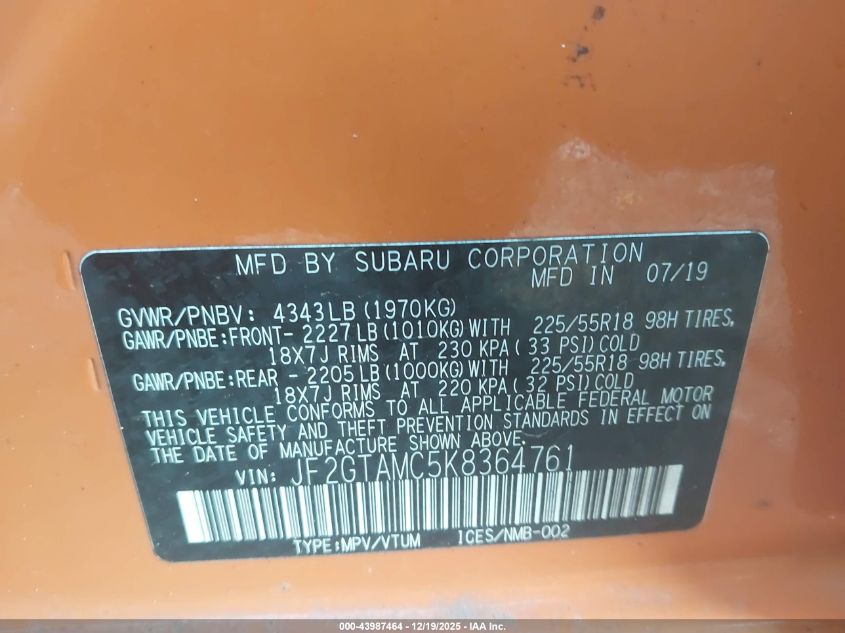 MFD BY SUBARU CORPORATION
MFD IN 07/19
GVWR/PNBV: 4343LB(1970KG)
GAWR/PNBE:FRONT- 2227LB(1010KG)WITH 225/55R18 98H TIRES,
18X7J RIMS AT 230 KPA( 33 PSI)COLD
GAWR/PNBE:REAR - 2205LB(1000KG)WITH 225/55R18 98H TIRES,
18X7J RIMS AT 220 KPA( 32 PSI)COLD
THIS VEHICLE CONFORMS TO ALL APPLICABLE FEDERAL MOTOR
VEHICLE SAFETY AND THEFT PREVENTION STANDARDS IN EFFECT ON
THE DATE OF MANUFACTURE SHOWN ABOVE.
VIN: JF2GTAMC5K8364761
TYPE:MPV/VTUM ICES/NMB-002
000-43987464 - 12/19/2025 - IAA Inc.